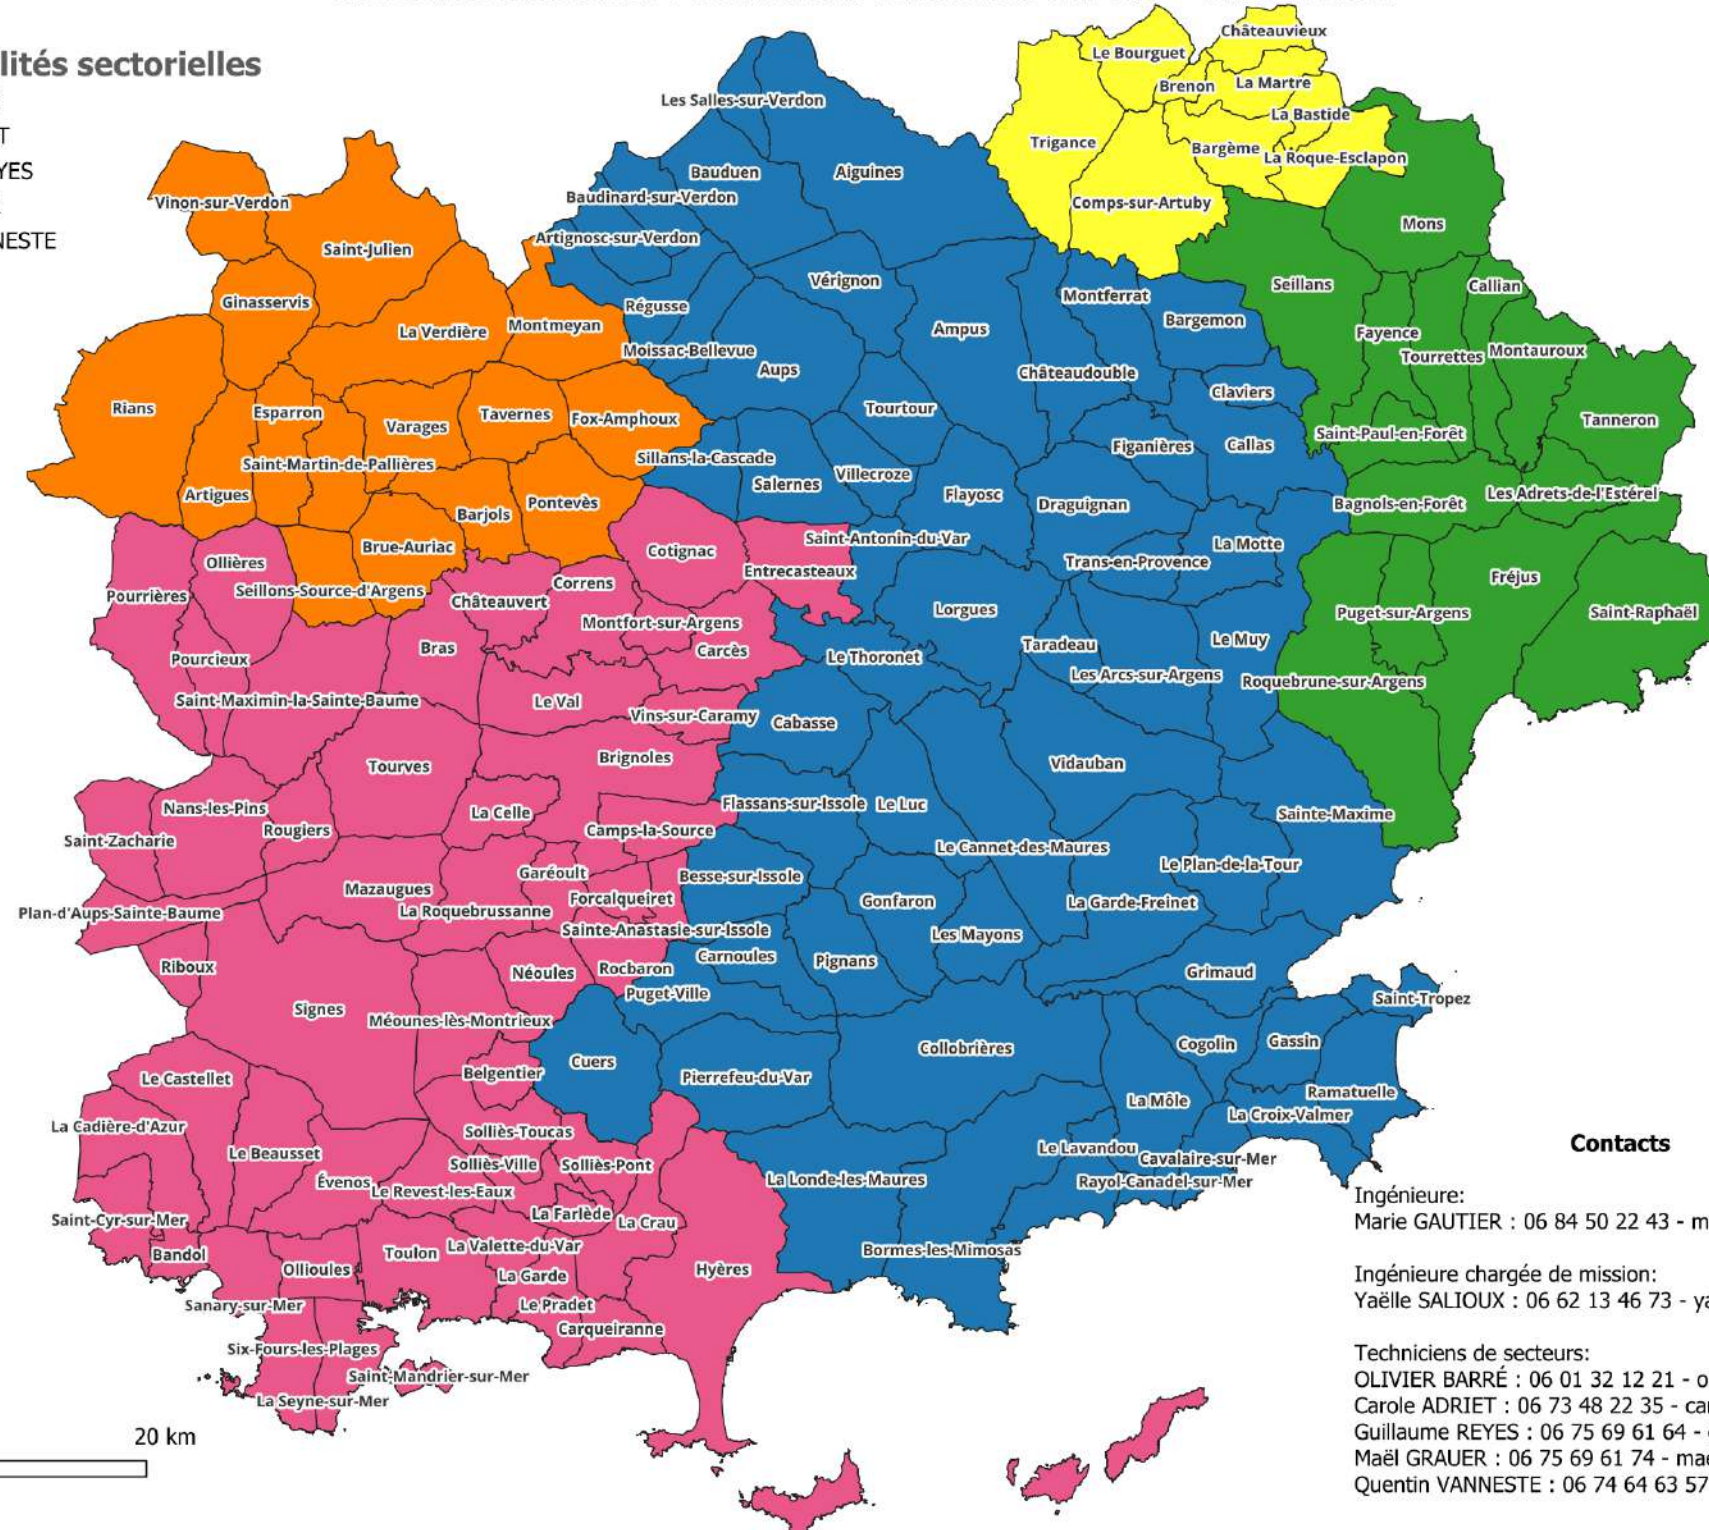 lités sectorielles
T
YES
NESTE
Châteauvieux
Le Bourguet
Brenon
La Martre
Les Salles-sur-Verdon
La Bastide
Trigance
Bargème
La Roque-Esclapon
Bauduen
Aiguines
Baudinard-sur-Verdon
Vinon-sur-Verdon
Comps-sur-Artuby
Mons
Artignosc-sur-Verdon
Saint-Julien
Vérignon
Seillans
Callian
Ginasservis
Régusse
Montferrat
Bargemon
La Verdière
Montmeyan
Ampus
Fayence
Tourrettes
Montauroux
Moissac-Bellevue
Aups
Châteaudouble
Claviers
Rians
Esparron
Varages
Tavernes
Fox-Amphoux
Tourtour
Tanneron
Saint-Paul-en-Forêt
Figanières
Callas
Saint-Martin-de-Pallières
Sillans-la-Cascade
Salernes
Villecroze
Artigues
Flayosc
Draguignan
Bagnols-en-Forêt
Les Adrets-de-l'Estérel
Barjols
Pontevès
Brue-Auriac
Cotignac
Saint-Antonin-du-Var
La Motte
Trans-en-Provence
Ollières
Entrecasteaux
Fréjus
Seillons-Source-d'Argens
Correns
Pourrières
Châteauvert
Lorgues
Puget-sur-Argens
Saint-Raphaël
Montfort-sur-Argens
Bras
Carcès
Taradeau
Le Muy
Pourcieux
Le Thoronet
Les Arcs-sur-Argens
Roquebrune-sur-Argens
Saint-Maximin-la-Sainte-Baume
Le Val
Vins-sur-Caramy
Cabasse
Tourves
Brignoles
Vidauban
Nans-les-Pins
La Celle
Flassans-sur-Issole
Le Luc
Sainte-Maxime
Saint-Zacharie
Rougiers
Camps-la-Source
Le Cannet-des-Maures
Le Plan-de-la-Tour
Garéoult
Besse-sur-Issole
Mazaugues
Forcalqueiret
Gonfaron
La Garde-Freinet
Plan-d'Aups-Sainte-Baume
La Roquebrussanne
Sainte-Anastasie-sur-Issole
Les Mayons
Riboux
Néoules
Rocbaron
Carnoules
Pignans
Grimaud
Puget-Ville
Saint-Tropez
Signes
Méounes-lès-Montrieux
Cuers
Collobrières
Cogolin
Gassin
Le Castellet
Belgentier
Pierrefeu-du-Var
Ramatuelle
La Môle
La Croix-Valmer
La Cadière-d'Azur
Solliès-Toucas
Le Beausset
Solliès-Ville
Solliès-Pont
Le Lavandou
Cavalaire-sur-Mer
Évenos
Le Revest-les-Eaux
La Londe-les-Maures
Rayol-Canadel-sur-Mer
Saint-Cyr-sur-Mer
La Farlède
La Crau
Bandol
Toulon
La Valette-du-Var
Bormes-les-Mimosas
Ollioules
La Garde
Hyères
Sanary-sur-Mer
Le Pradet
Carqueiranne
Six-Fours-les-Plages
Saint-Mandrier-sur-Mer
La Seyne-sur-Mer
20 km
Contacts
Ingénieure:
Marie GAUTIER : 06 84 50 22 43 - m
Ingénieure chargée de mission:
Yaëlle SALIOUX : 06 62 13 46 73 - ya
Techniciens de secteurs:
OLIVIER BARRÉ : 06 01 32 12 21 - o
Carole ADRIET : 06 73 48 22 35 - car
Guillaume REYES : 06 75 69 61 64 -
Maël GRAUER : 06 75 69 61 74 - mae
Quentin VANNESTE : 06 74 64 63 57